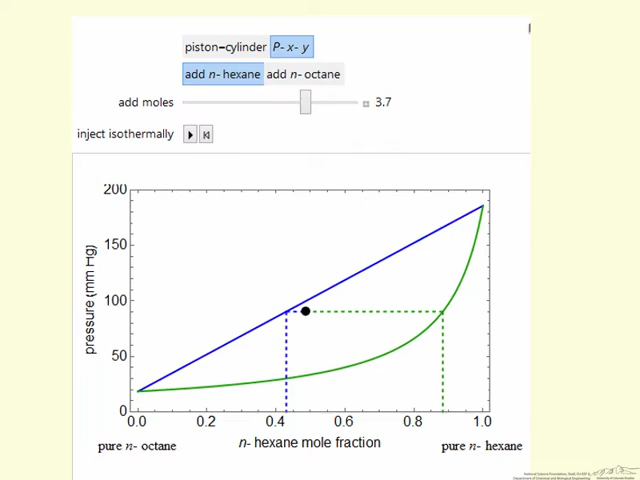 piston-cylinder P-x-y
add n-hexane add n-octane
add moles 3.7
inject isothermally
200
150
100
50
0
pressure (mm Hg)
0.0 0.2 0.4 0.6 0.8 1.0
pure n-octane n-hexane mole fraction pure n-hexane